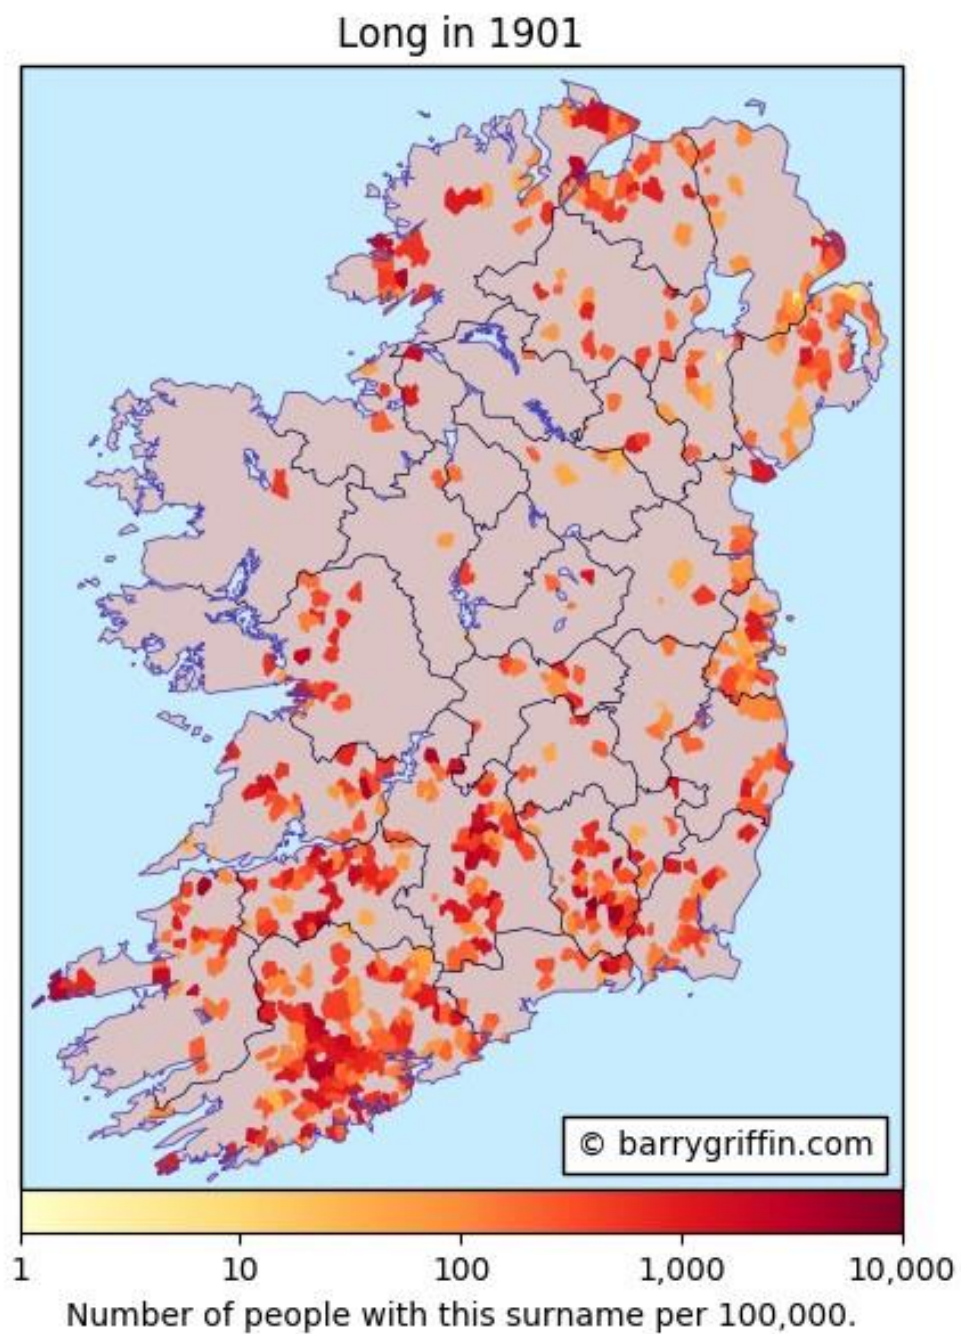 Long in 1901
© barrygriffin.com
1 10 100 1,000 10,000
Number of people with this surname per 100,000.